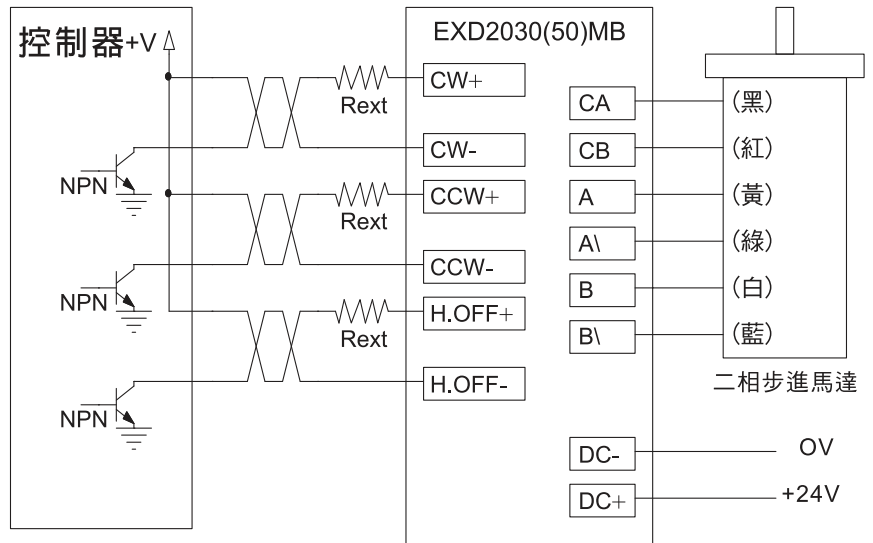 控制器+V
EXD2030(50)MB
CW+
Rext
CA
(黑)
CW-
CB
(紅)
NPN
CCW+
A
(黃)
Rext
A\
(綠)
CCW-
B
(白)
NPN
H.OFF+
B\
(藍)
Rext
H.OFF-
二相步進馬達
NPN
DC-
OV
DC+
+24V